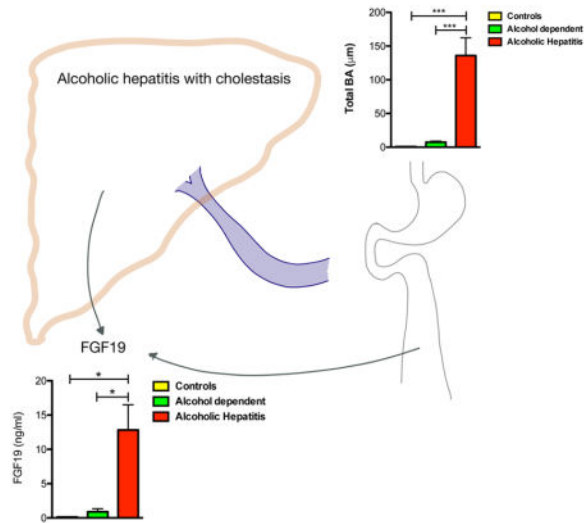 Alcoholic hepatitis with cholestasis
200
150
100
50
0
Total BA (μm)
***
***
Controls
Alcohol dependent
Alcoholic Hepatitis
FGF19
20
15
10
5
0
FGF19 (ng/ml)
*
*
Controls
Alcohol dependent
Alcoholic Hepatitis